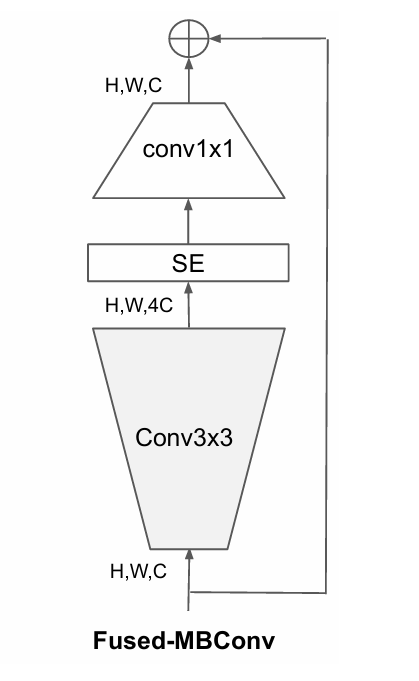 H,W,C
conv1x1
SE
H,W,4C
Conv3x3
H,W,C
Fused-MBConv